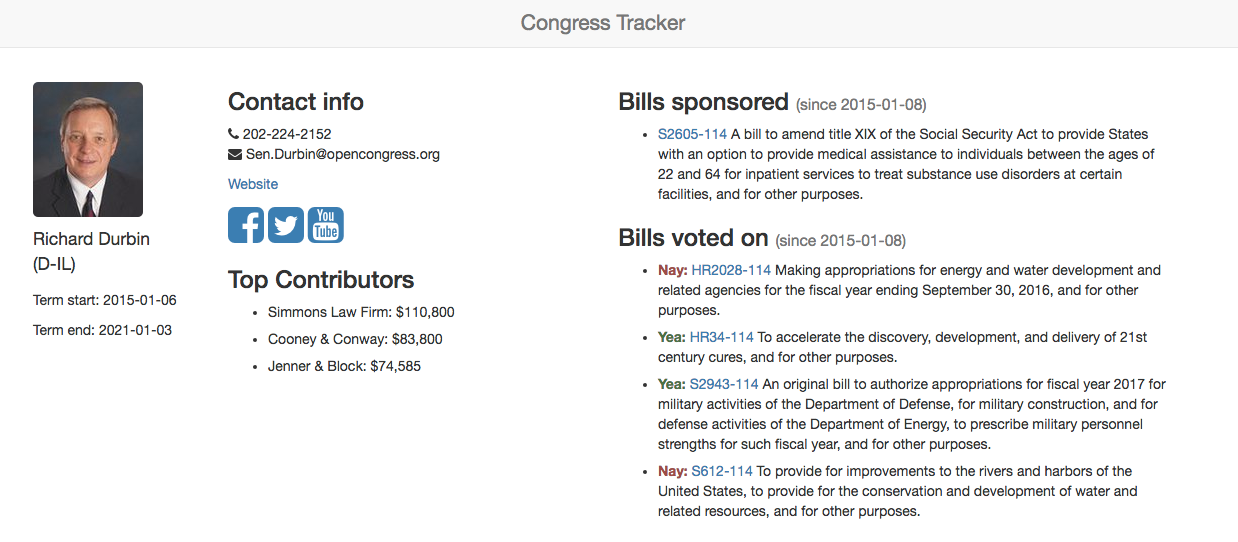 Congress Tracker
Richard Durbin
(D-IL)
Term start: 2015-01-06
Term end: 2021-01-03
Contact info
202-224-2152
Sen.Durbin@opencongress.org
Website
f
You
Tube
Top Contributors
• Simmons Law Firm: $110,800
• Cooney & Conway: $83,800
• Jenner & Block: $74,585
Bills sponsored (since 2015-01-08)
• S2605-114 A bill to amend title XIX of the Social Security Act to provide States
with an option to provide medical assistance to individuals between the ages of
22 and 64 for inpatient services to treat substance use disorders at certain
facilities, and for other purposes.
Bills voted on (since 2015-01-08)
• Nay: HR2028-114 Making appropriations for energy and water development and
related agencies for the fiscal year ending September 30, 2016, and for other
purposes.
• Yea: HR34-114 To accelerate the discovery, development, and delivery of 21st
century cures, and for other purposes.
• Yea: S2943-114 An original bill to authorize appropriations for fiscal year 2017 for
military activities of the Department of Defense, for military construction, and for
defense activities of the Department of Energy, to prescribe military personnel
strengths for such fiscal year, and for other purposes.
• Nay: S612-114 To provide for improvements to the rivers and harbors of the
United States, to provide for the conservation and development of water and
related resources, and for other purposes.